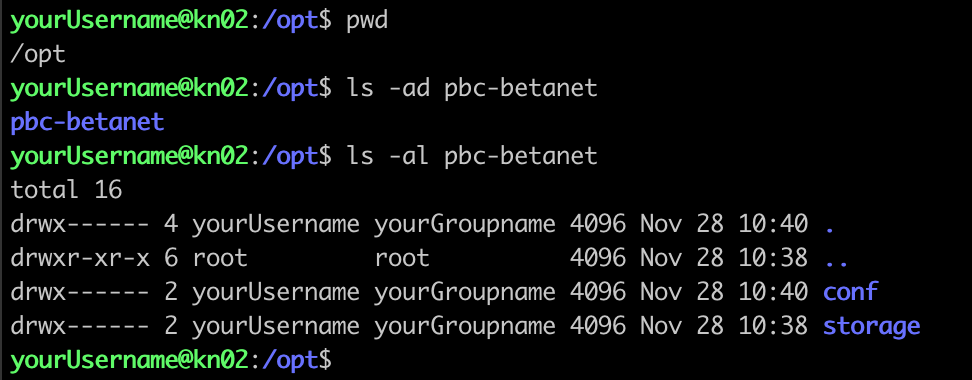 yourUsername@kn02:/opt$ pwd
/opt
yourUsername@kn02:/opt$ ls -ad pbc-betanet
pbc-betanet
yourUsername@kn02:/opt$ ls -al pbc-betanet
total 16
drwx------ 4 yourUsername yourGroupname 4096 Nov 28 10:40 .
drwxr-xr-x 6 root         root          4096 Nov 28 10:38 ..
drwx------ 2 yourUsername yourGroupname 4096 Nov 28 10:40 conf
drwx------ 2 yourUsername yourGroupname 4096 Nov 28 10:38 storage
yourUsername@kn02:/opt$